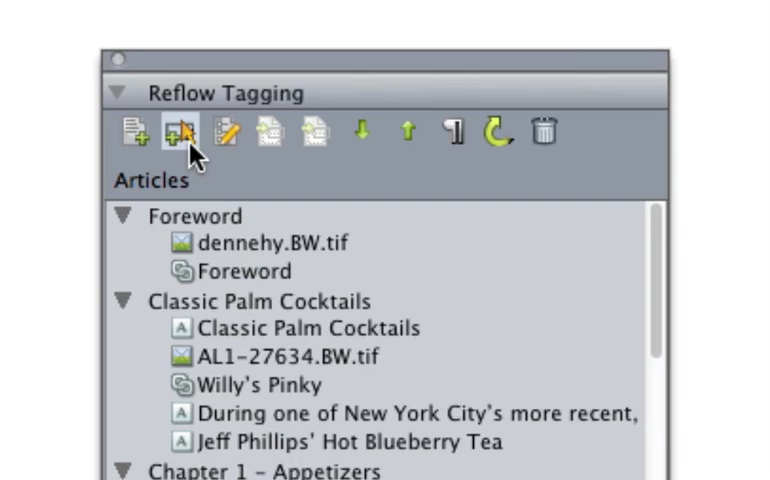 Reflow Tagging
Articles
Foreword
dennehy.BW.tif
Foreword
Classic Palm Cocktails
A Classic Palm Cocktails
AL1-27634.BW.tif
Willy's Pinky
A During one of New York City's more recent,
A Jeff Phillips' Hot Blueberry Tea
Chapter 1 - Appetizers